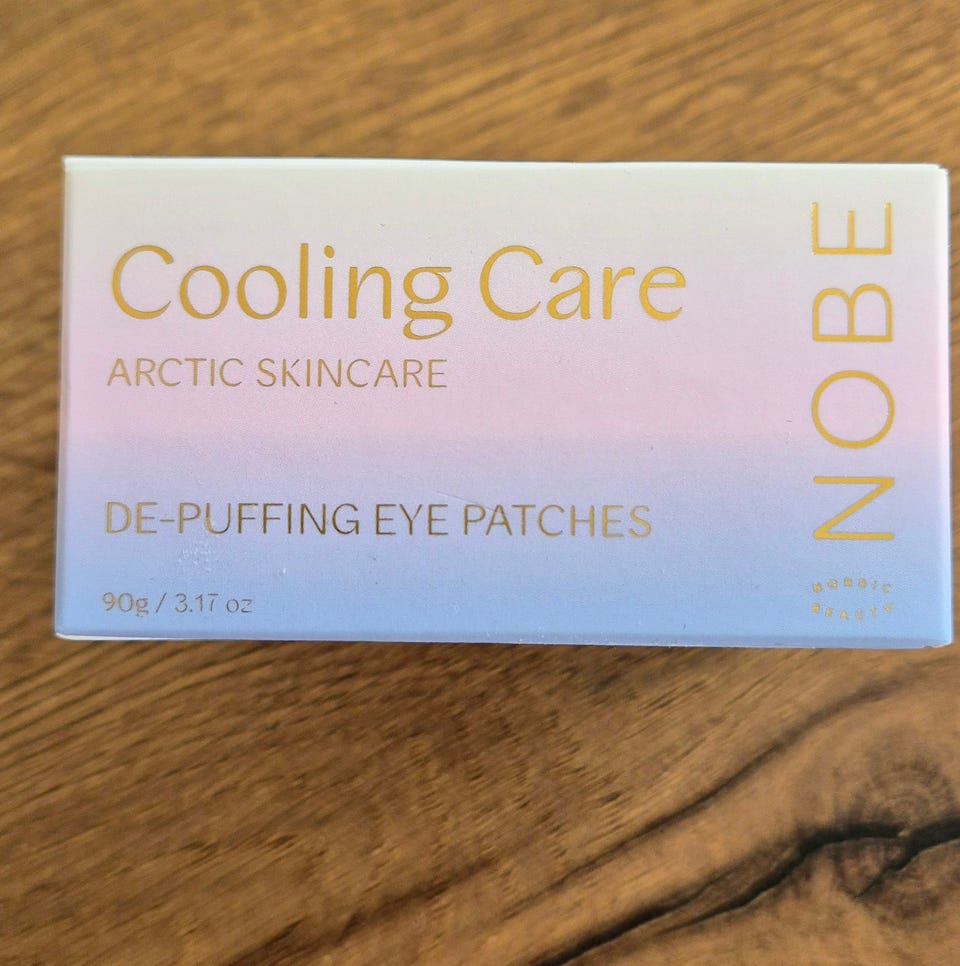 Cooling Care
ARCTIC SKINCARE
DE-PUFFING EYE PATCHES
90g / 3.17 oz
NOBE
NORDIC
BEAUTY